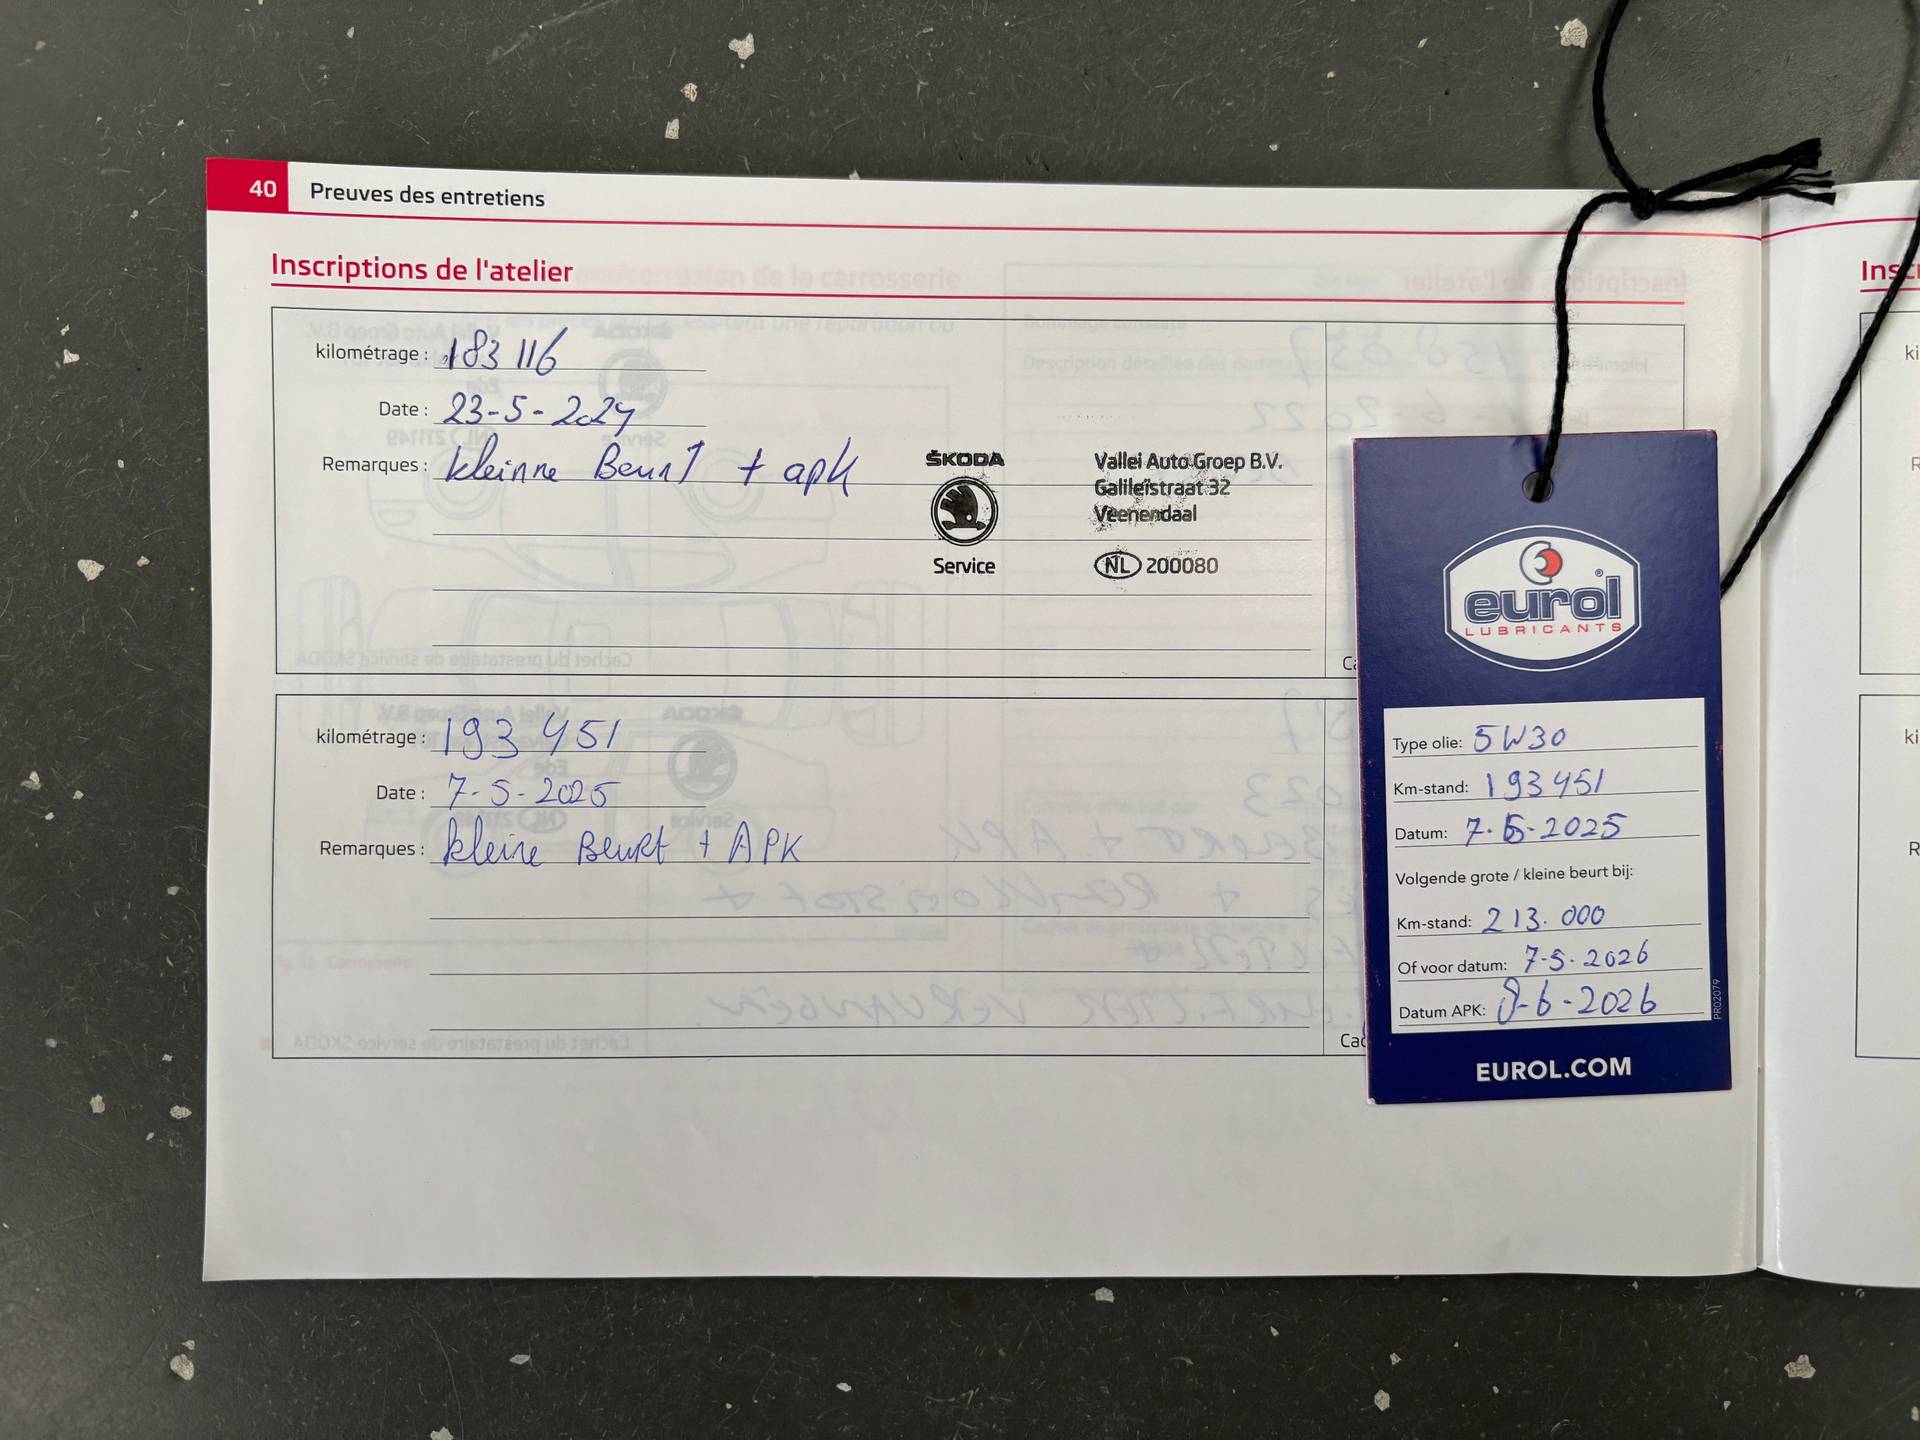 40 Preuves des entretiens
Inscriptions de l'atelier
kilométrage : 183 116
Date : 23-5-2024
Remarques : kleinne Beurt + apk
ŠKODA
Service
Vallei Auto Groep B.V.
Galileïstraat 32
Veenendaal
NL 200080
kilométrage : 193 451
Date : 7-5-2025
Remarques : kleine Beurt + APK
eurol®
LUBRICANTS
Type olie: 5W30
Km-stand: 193451
Datum: 7-5-2025
Volgende grote / kleine beurt bij:
Km-stand: 213.000
Of voor datum: 7-5-2026
Datum APK: 8-6-2026
PR02079
EUROL.COM